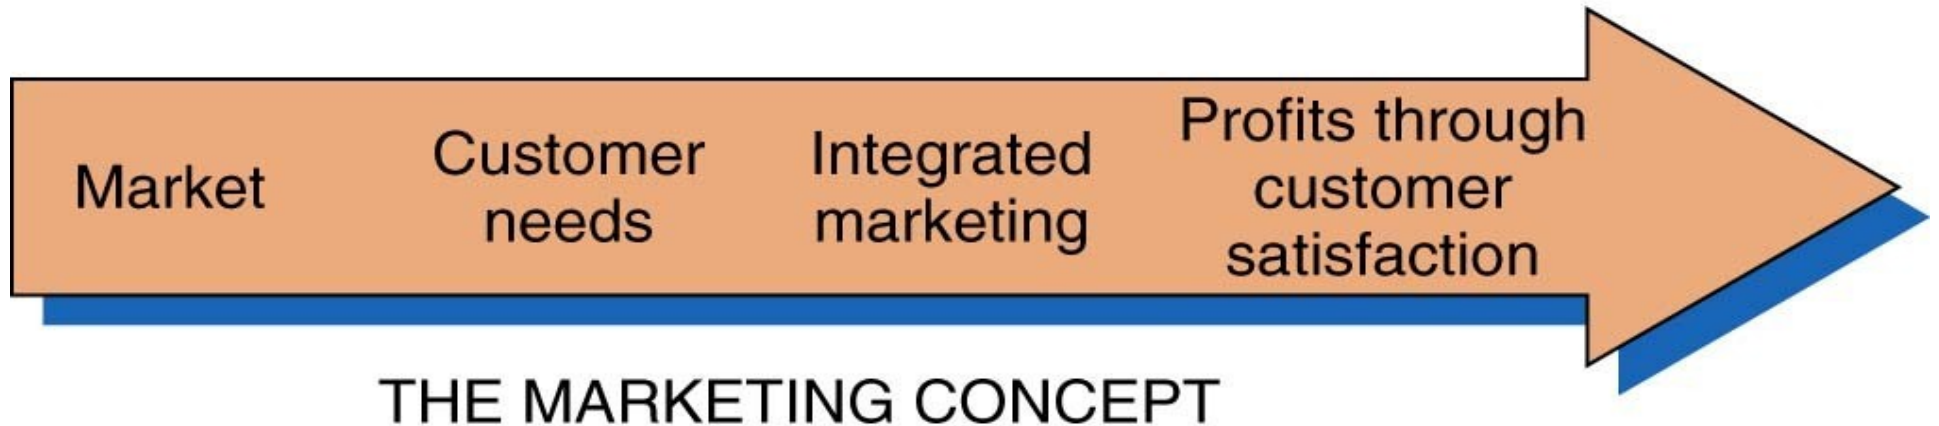 Market
Customer
needs
Integrated
marketing
Profits through
customer
satisfaction
THE MARKETING CONCEPT